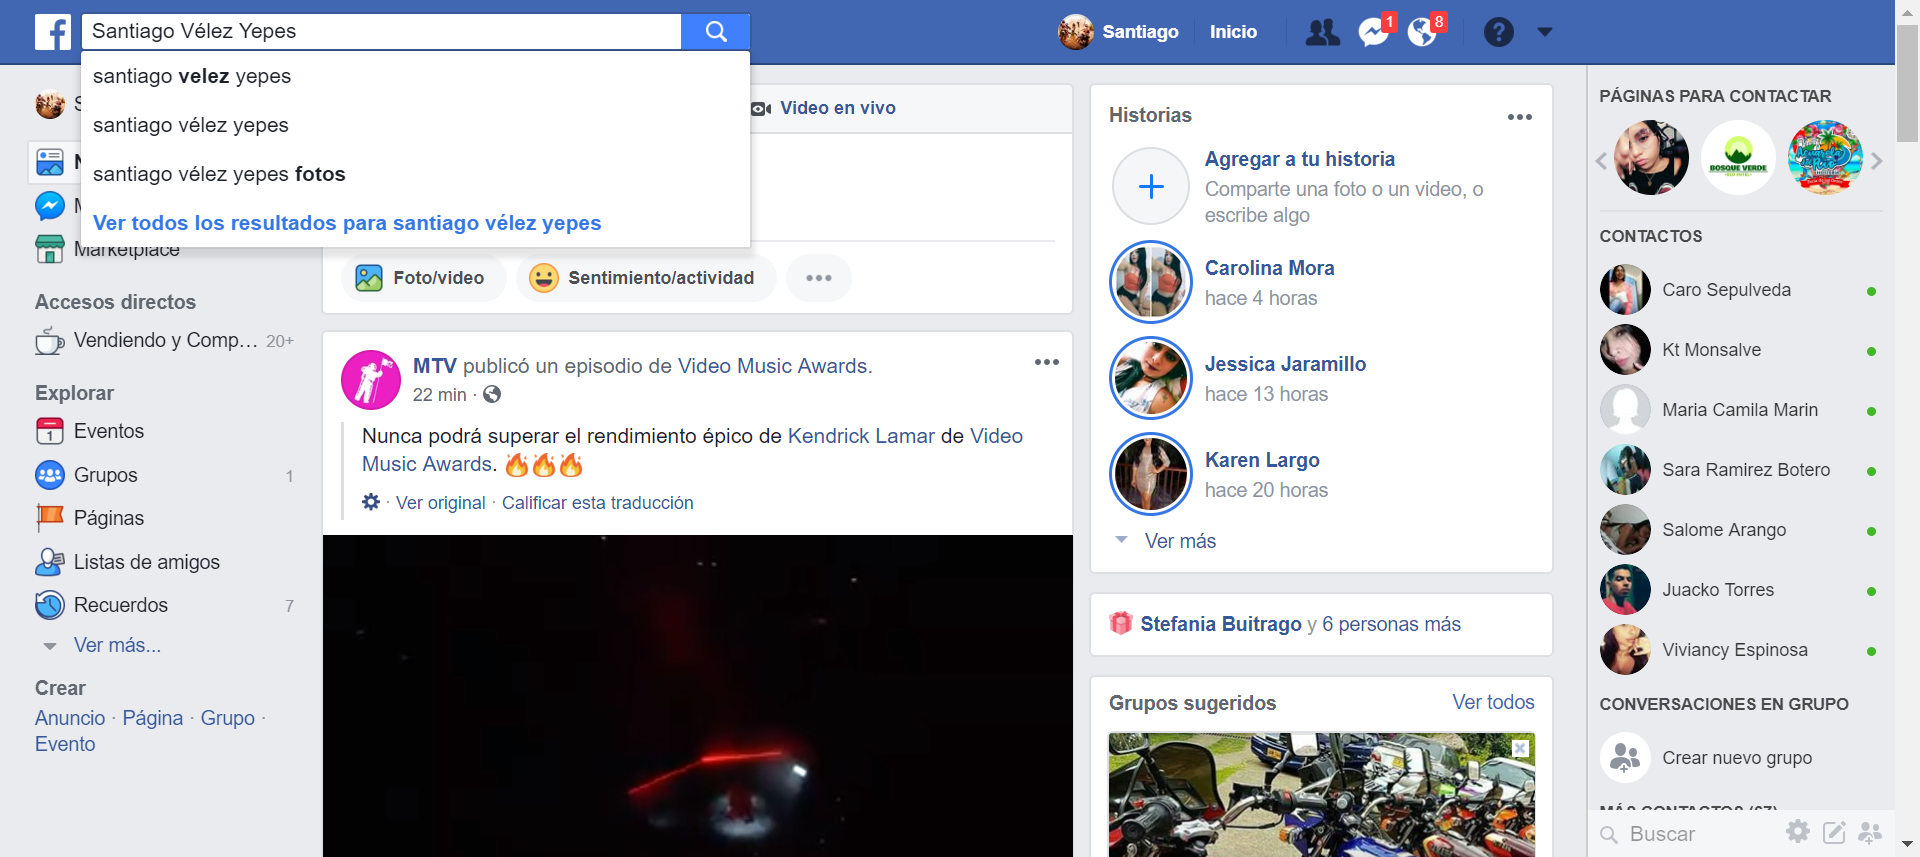 Santiago Vélez Yepes
Santiago
Inicio
1
8
santiago velez yepes
santiago vélez yepes
santiago vélez yepes fotos
Ver todos los resultados para santiago vélez yepes
Marketplace
Accesos directos
Vendiendo y Comp... 20+
Explorar
1
Eventos
Grupos 1
Páginas
Listas de amigos
Recuerdos 7
Ver más...
Crear
Anuncio · Página · Grupo ·
Evento
Video en vivo
Foto/video
Sentimiento/actividad
MTV publicó un episodio de Video Music Awards.
22 min ·
Nunca podrá superar el rendimiento épico de Kendrick Lamar de Video
Music Awards. 🔥🔥🔥
· Ver original · Calificar esta traducción
Historias
Agregar a tu historia
Comparte una foto o un video, o
escribe algo
Carolina Mora
hace 4 horas
Jessica Jaramillo
hace 13 horas
Karen Largo
hace 20 horas
Ver más
Stefania Buitrago y 6 personas más
Grupos sugeridos
Ver todos
PÁGINAS PARA CONTACTAR
BOSQUE VERDE
CONTACTOS
Caro Sepulveda
Kt Monsalve
Maria Camila Marin
Sara Ramirez Botero
Salome Arango
Juacko Torres
Viviancy Espinosa
CONVERSACIONES EN GRUPO
Crear nuevo grupo
MÁS CONTACTOS (67)
Buscar